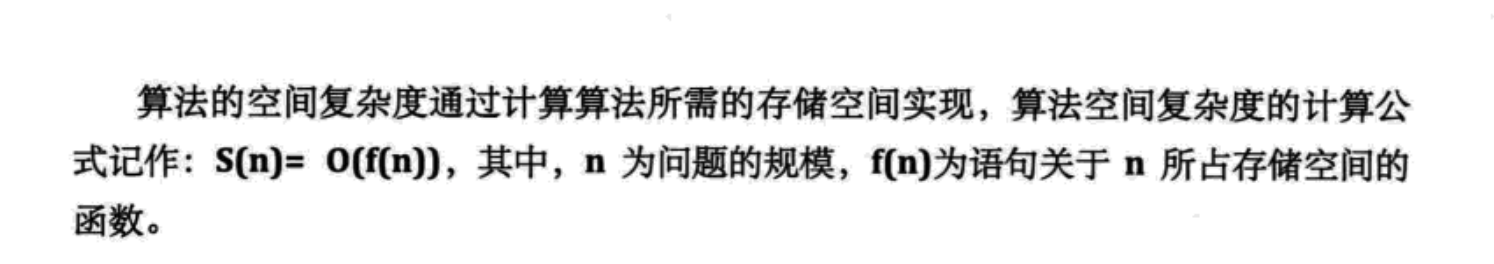 算法的空间复杂度通过计算算法所需的存储空间实现，算法空间复杂度的计算公
式记作：S(n)= O(f(n))，其中，n 为问题的规模，f(n)为语句关于 n 所占存储空间的
函数。